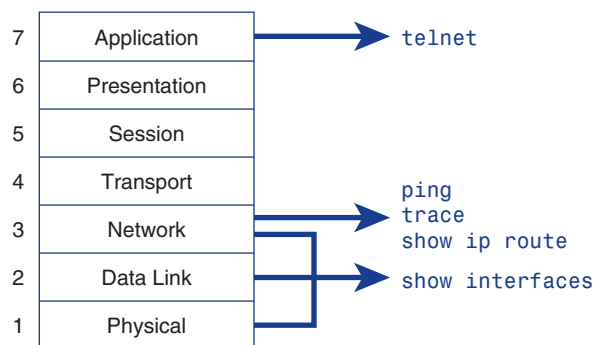 7 Application telnet
6 Presentation
5 Session
4 Transport
ping
trace
3 Network
show ip route
2 Data Link show interfaces
1 Physical